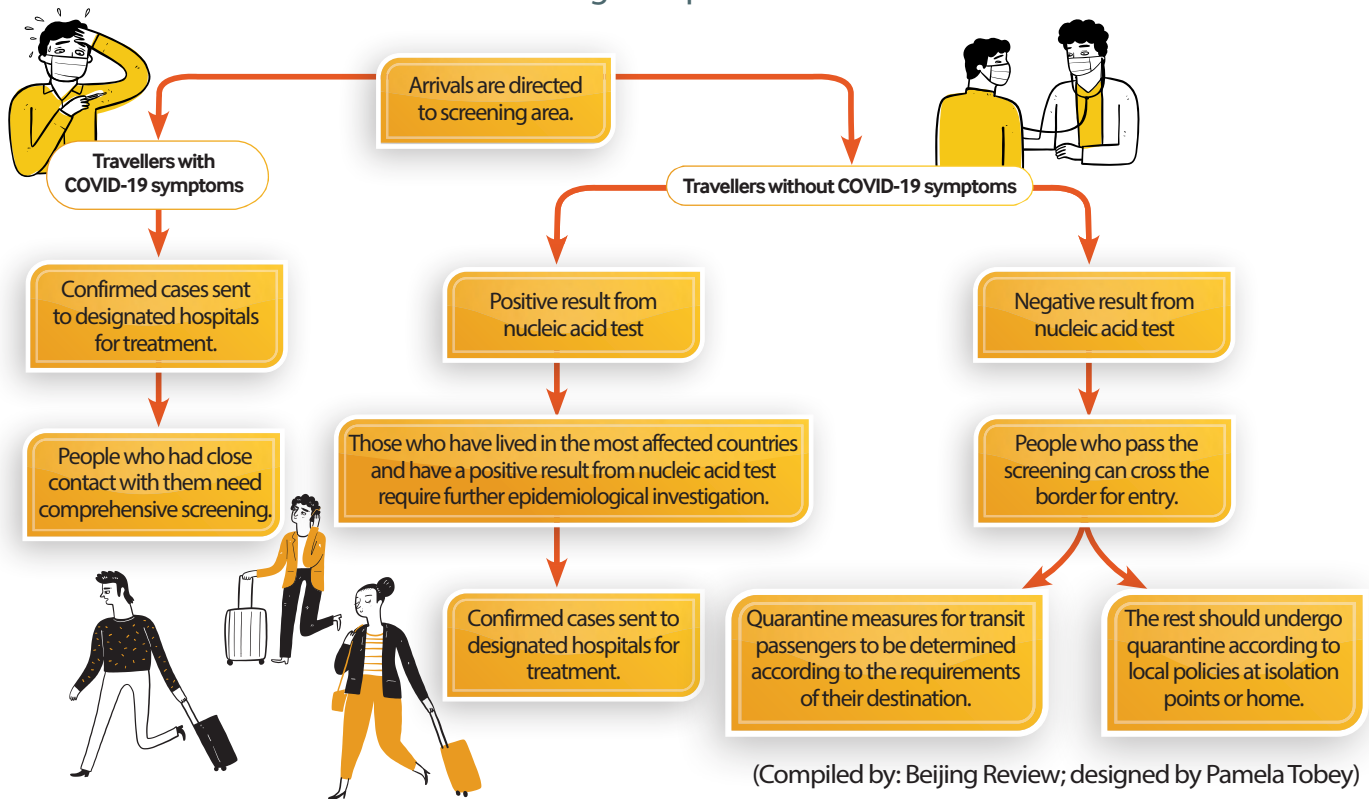 Arrivals are directed
to screening area.
Travellers with
COVID-19 symptoms
Travellers without COVID-19 symptoms
Confirmed cases sent
to designated hospitals
for treatment.
Positive result from
nucleic acid test
Negative result from
nucleic acid test
People who had close
contact with them need
comprehensive screening.
Those who have lived in the most affected countries
and have a positive result from nucleic acid test
require further epidemiological investigation.
People who pass the
screening can cross the
border for entry.
Confirmed cases sent to
designated hospitals for
treatment.
Quarantine measures for transit
passengers to be determined
according to the requirements
of their destination.
The rest should undergo
quarantine according to
local policies at isolation
points or home.
(Compiled by: Beijing Review; designed by Pamela Tobey)